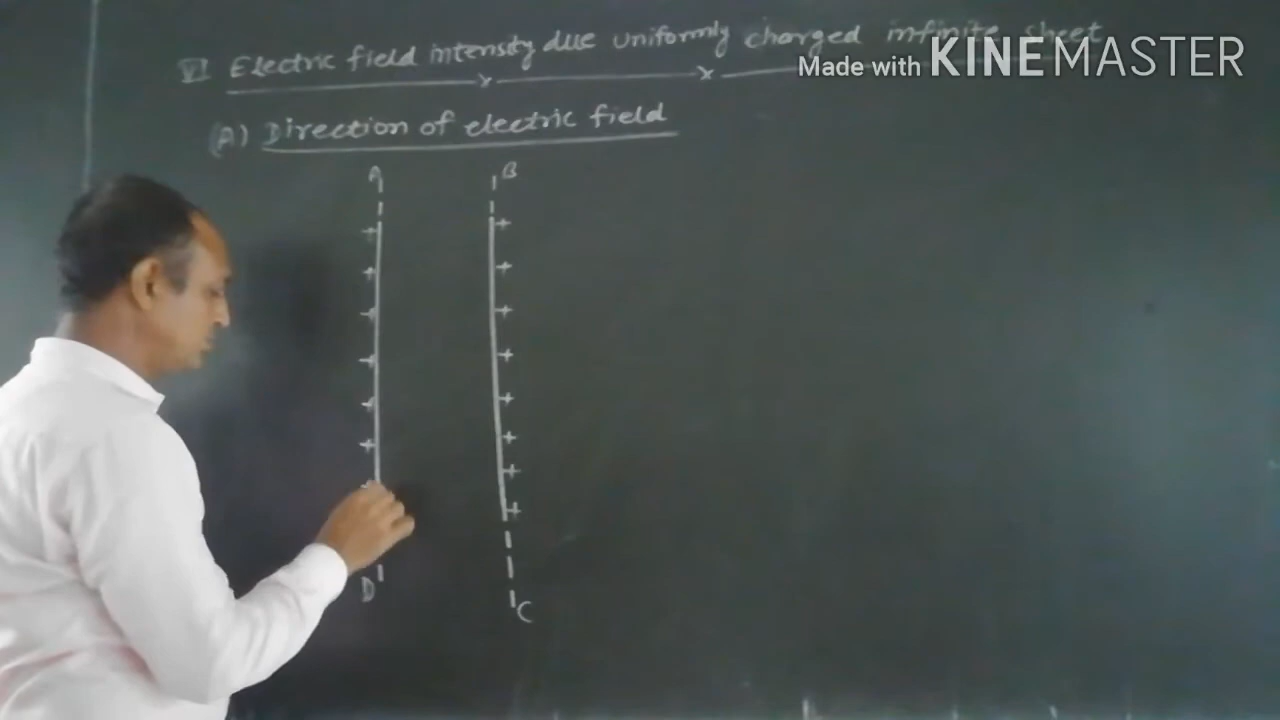 VI Electric field intensity due uniformly charged infinite sheet
Made with KINEMASTER
(A) Direction of electric field
A B
+ +
+ +
+ +
+ +
+ +
+ +
+
+
D C